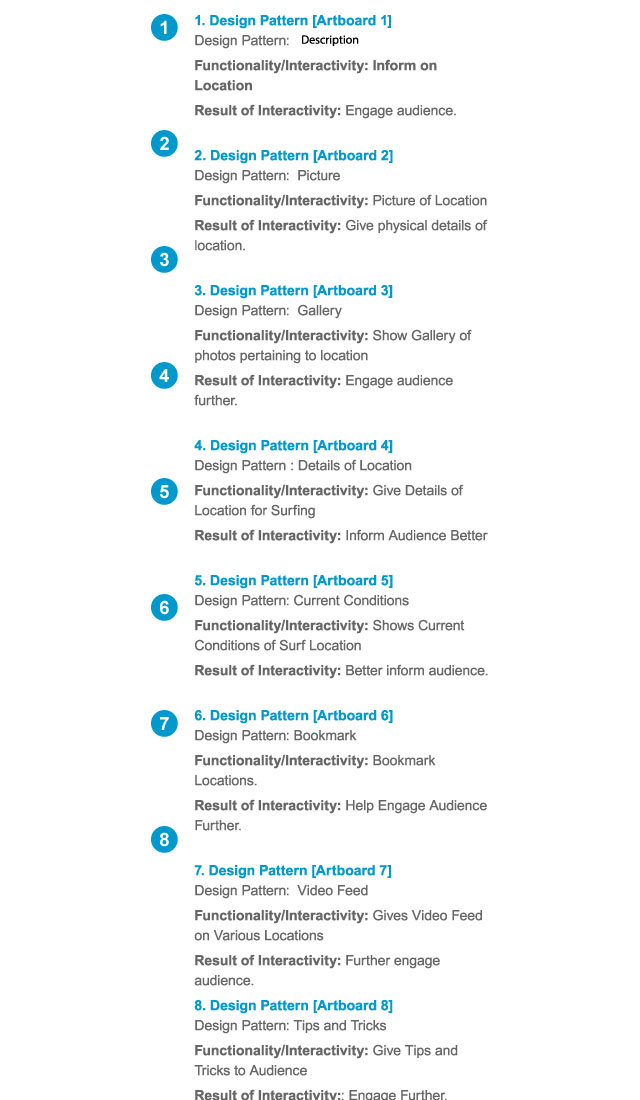 1
1. Design Pattern [Artboard 1]
Design Pattern: Description
Functionality/Interactivity: Inform on
Location
Result of Interactivity: Engage audience.
2
2. Design Pattern [Artboard 2]
Design Pattern: Picture
Functionality/Interactivity: Picture of Location
Result of Interactivity: Give physical details of
location.
3
3. Design Pattern [Artboard 3]
Design Pattern: Gallery
Functionality/Interactivity: Show Gallery of
photos pertaining to location
4
Result of Interactivity: Engage audience
further.
4. Design Pattern [Artboard 4]
Design Pattern : Details of Location
5
Functionality/Interactivity: Give Details of
Location for Surfing
Result of Interactivity: Inform Audience Better
5. Design Pattern [Artboard 5]
Design Pattern: Current Conditions
6
Functionality/Interactivity: Shows Current
Conditions of Surf Location
Result of Interactivity: Better inform audience.
6. Design Pattern [Artboard 6]
7
Design Pattern: Bookmark
Functionality/Interactivity: Bookmark
Locations.
Result of Interactivity: Help Engage Audience
Further.
8
7. Design Pattern [Artboard 7]
Design Pattern: Video Feed
Functionality/Interactivity: Gives Video Feed
on Various Locations
Result of Interactivity: Further engage
audience.
8. Design Pattern [Artboard 8]
Design Pattern: Tips and Tricks
Functionality/Interactivity: Give Tips and
Tricks to Audience
Result of Interactivity:: Engage Further.